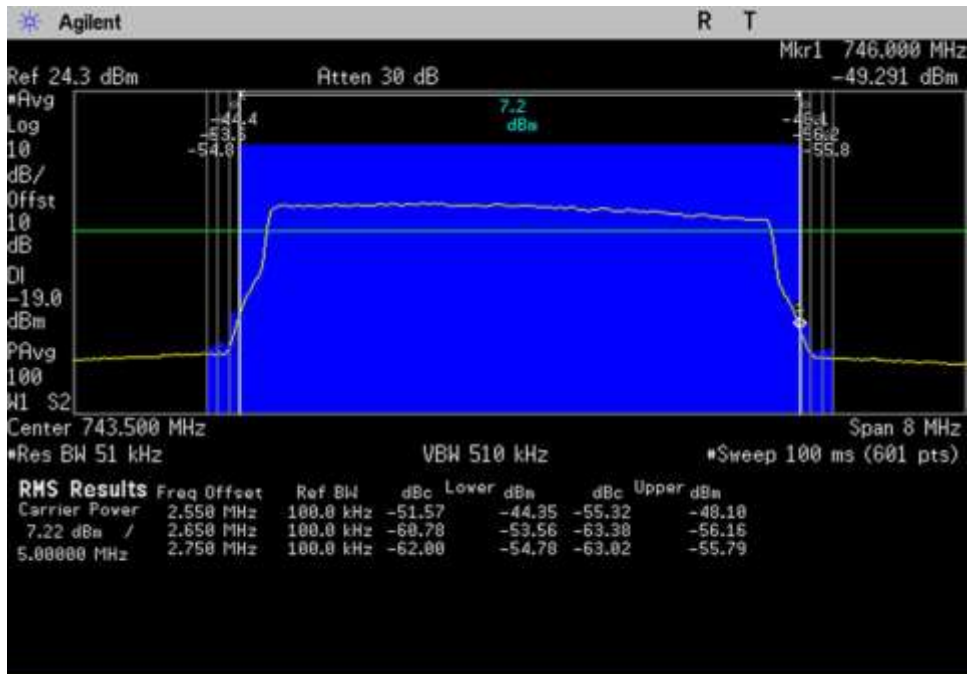 Agilent R T
Mkr1 746.000 MHz
Ref 24.3 dBm Atten 30 dB -49.291 dBm
#Avg
Log
10
dB/
Offst
10
dB
DI
-19.0
dBm
PAvg
100
W1 S2
7.2
dBm
-44.4
-53.6
-54.8
-56.2
-55.8
Center 743.500 MHz Span 8 MHz
#Res BW 51 kHz VBW 510 kHz #Sweep 100 ms (601 pts)
RMS Results Freq Offset Ref BW dBc Lower dBm dBc Upper dBm
Carrier Power 2.550 MHz 100.0 kHz -51.57 -44.35 -55.32 -48.10
7.22 dBm / 2.650 MHz 100.0 kHz -60.78 -53.56 -63.38 -56.16
5.00000 MHz 2.750 MHz 100.0 kHz -62.00 -54.78 -63.02 -55.79